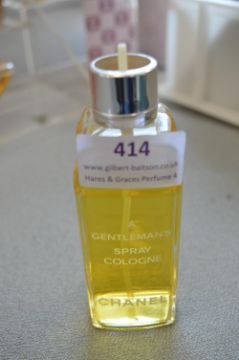 414
www.gilbert-baitson.co.uk
Hares & Graces Perfume 4
A
GENTLEMAN'S
SPRAY
COLOGNE
CHANEL